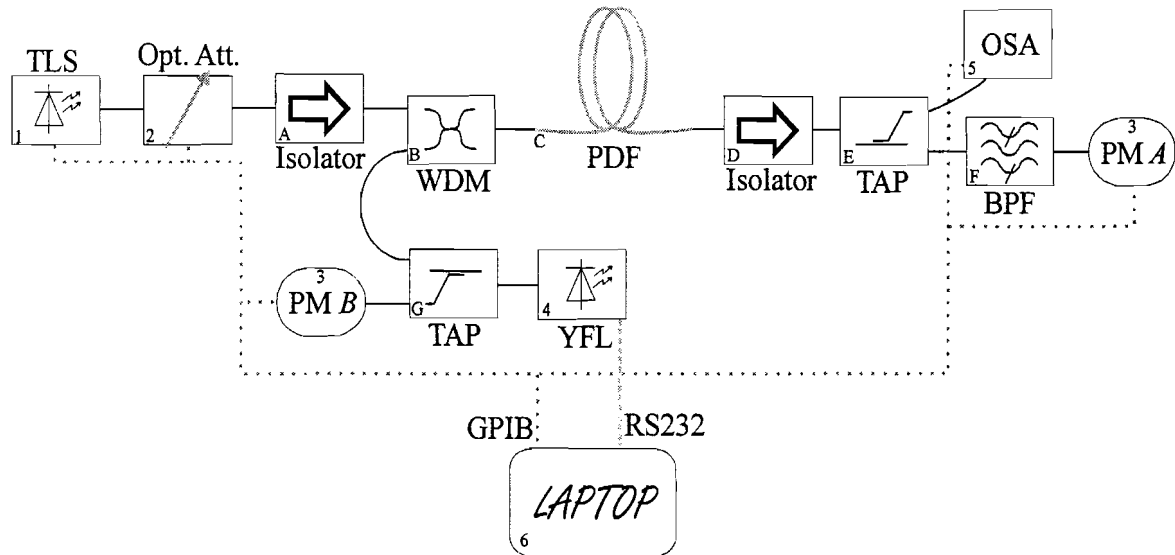 TLS
1
Opt. Att.
2
A
Isolator
B
WDM
C
PDF
D
Isolator
E
TAP
5
OSA
F
BPF
3
PM A
3
PM B
G
TAP
4
YFL
GPIB
RS232
LAPTOP
6